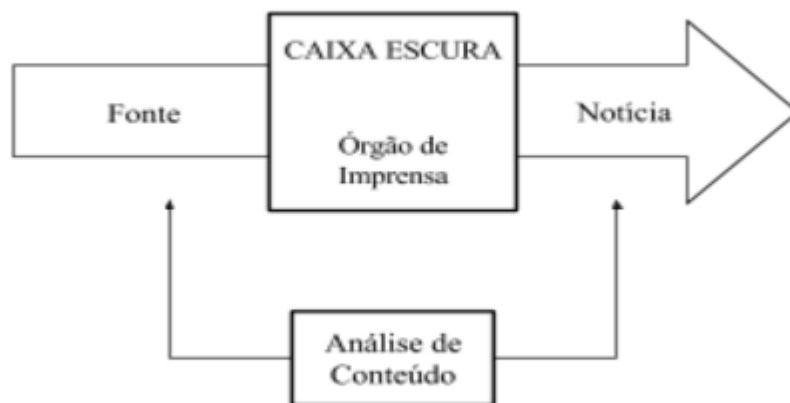 CAIXA ESCURA
Fonte
Órgão de
Imprensa
Notícia
Análise de
Conteúdo